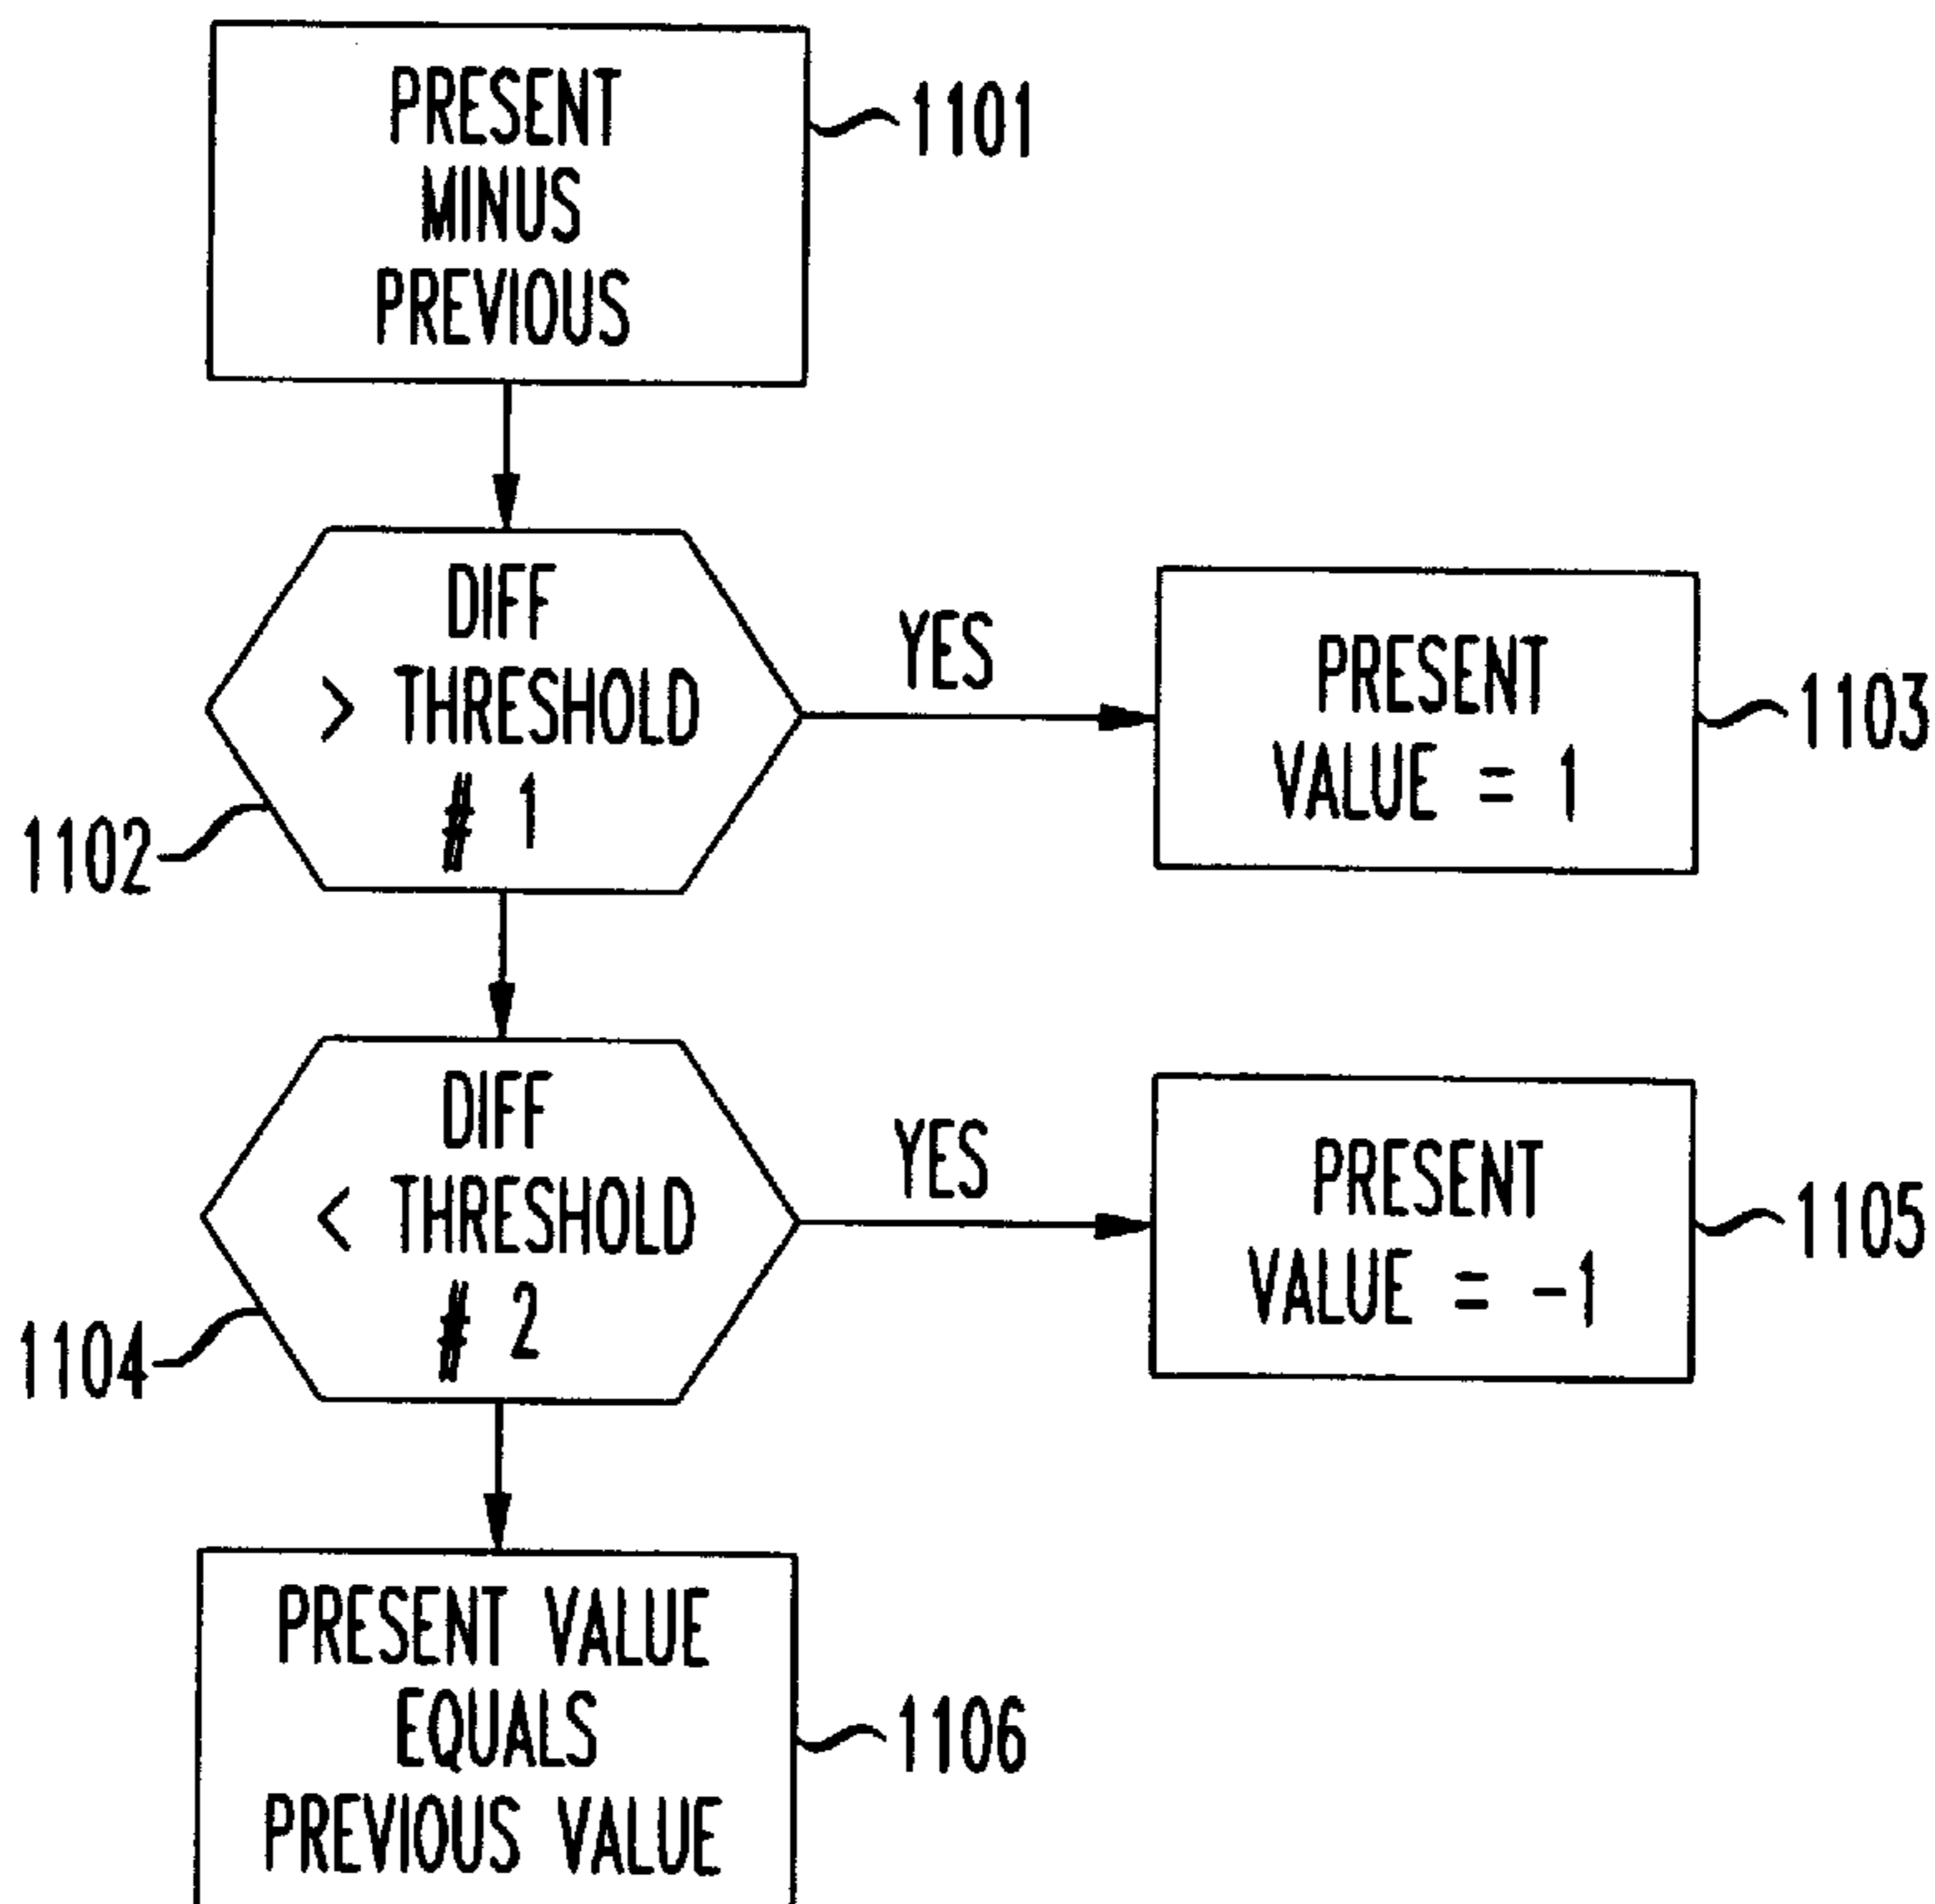 PRESENT
MINUS
PREVIOUS
1101
DIFF
> THRESHOLD
# 1
1102
YES
PRESENT
VALUE = 1
1103
DIFF
< THRESHOLD
# 2
1104
YES
PRESENT
VALUE = -1
1105
PRESENT VALUE
EQUALS
PREVIOUS VALUE
1106